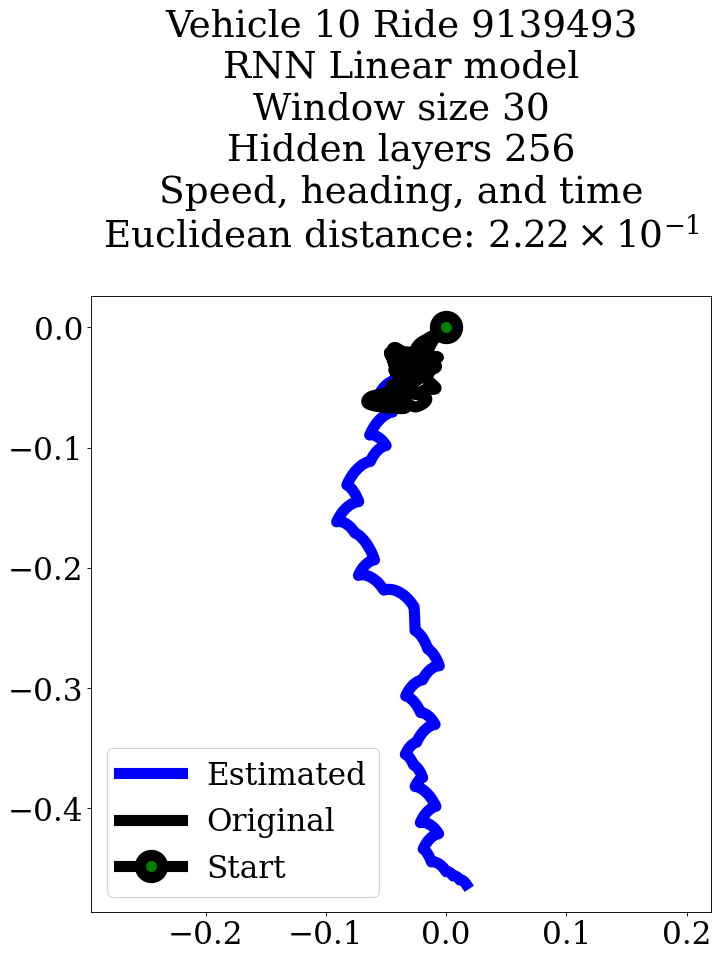 Vehicle 10 Ride 9139493
RNN Linear model
Window size 30
Hidden layers 256
Speed, heading, and time
Euclidean distance: 2.22 × 10⁻¹
0.0
−0.1
−0.2
−0.3
−0.4
Estimated
Original
Start
−0.2 −0.1 0.0 0.1 0.2